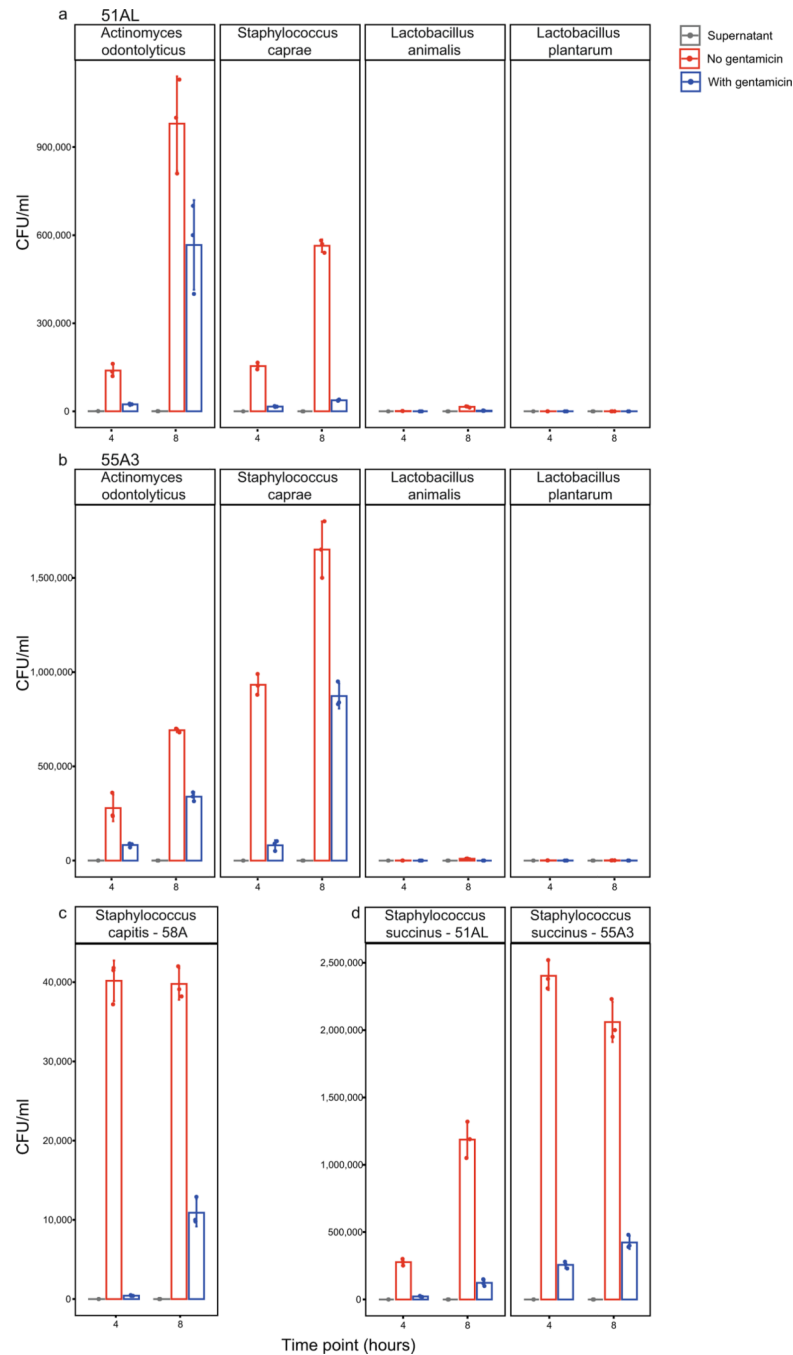 a 51AL
Actinomyces
odontolyticus
Staphylococcus
caprae
Lactobacillus
animalis
Lactobacillus
plantarum
Supernatant
No gentamicin
With gentamicin
CFU/ml
900,000
600,000
300,000
0
4 8 4 8 4 8 4 8
b 55A3
Actinomyces
odontolyticus
Staphylococcus
caprae
Lactobacillus
animalis
Lactobacillus
plantarum
CFU/ml
1,500,000
1,000,000
500,000
0
4 8 4 8 4 8 4 8
c
Staphylococcus
capitis - 58A
CFU/ml
40,000
30,000
20,000
10,000
0
4 8
d
Staphylococcus
succinus - 51AL
Staphylococcus
succinus - 55A3
2,500,000
2,000,000
1,500,000
1,000,000
500,000
0
4 8 4 8
Time point (hours)